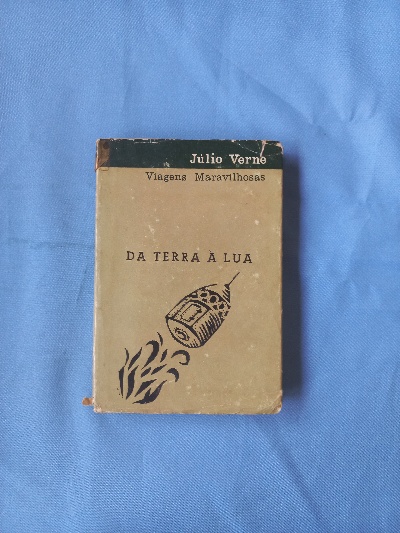 Júlio Verne
Viagens Maravilhosas
DA TERRA À LUA